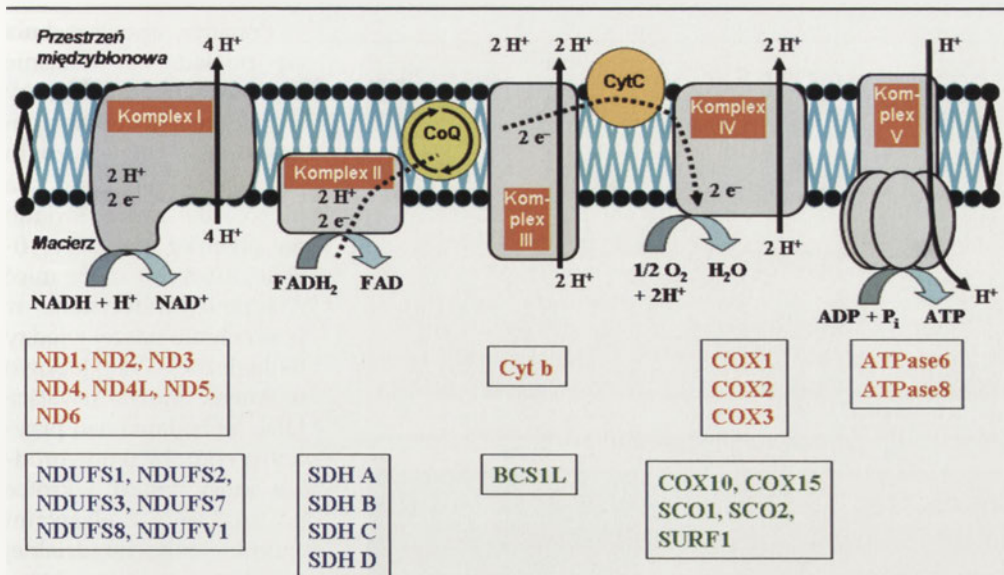 Przestrzeń
międzybłonowa
4 H⁺
2 H⁺ 2 H⁺
CytC
2 H⁺
H⁺
Komplex I
CoQ
Komplex
IV
Kom-
plex
V
2 H⁺
2 e⁻
Komplex II
2 H⁺
2 e⁻
2 e⁻
Kom-
plex
III
2 e⁻
Macierz
4 H⁺
2 H⁺
2 H⁺
NADH + H⁺ NAD⁺
FADH₂ FAD
1/2 O₂ H₂O
+ 2H⁺
H⁺
ADP + Pᵢ ATP
ND1, ND2, ND3
ND4, ND4L, ND5,
ND6
Cyt b
COX1
COX2
COX3
ATPase6
ATPase8
NDUFS1, NDUFS2,
NDUFS3, NDUFS7
NDUFS8, NDUFV1
SDH A
SDH B
SDH C
SDH D
BCS1L
COX10, COX15
SCO1, SCO2,
SURF1